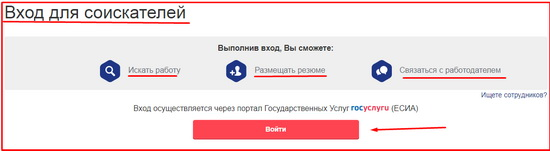 Вход для соискателей
Выполнив вход, Вы сможете:
Искать работу
Размещать резюме
Связаться с работодателем
Ищете сотрудников?
Вход осуществляется через портал Государственных Услуг госуслуги (ЕСИА)
Войти